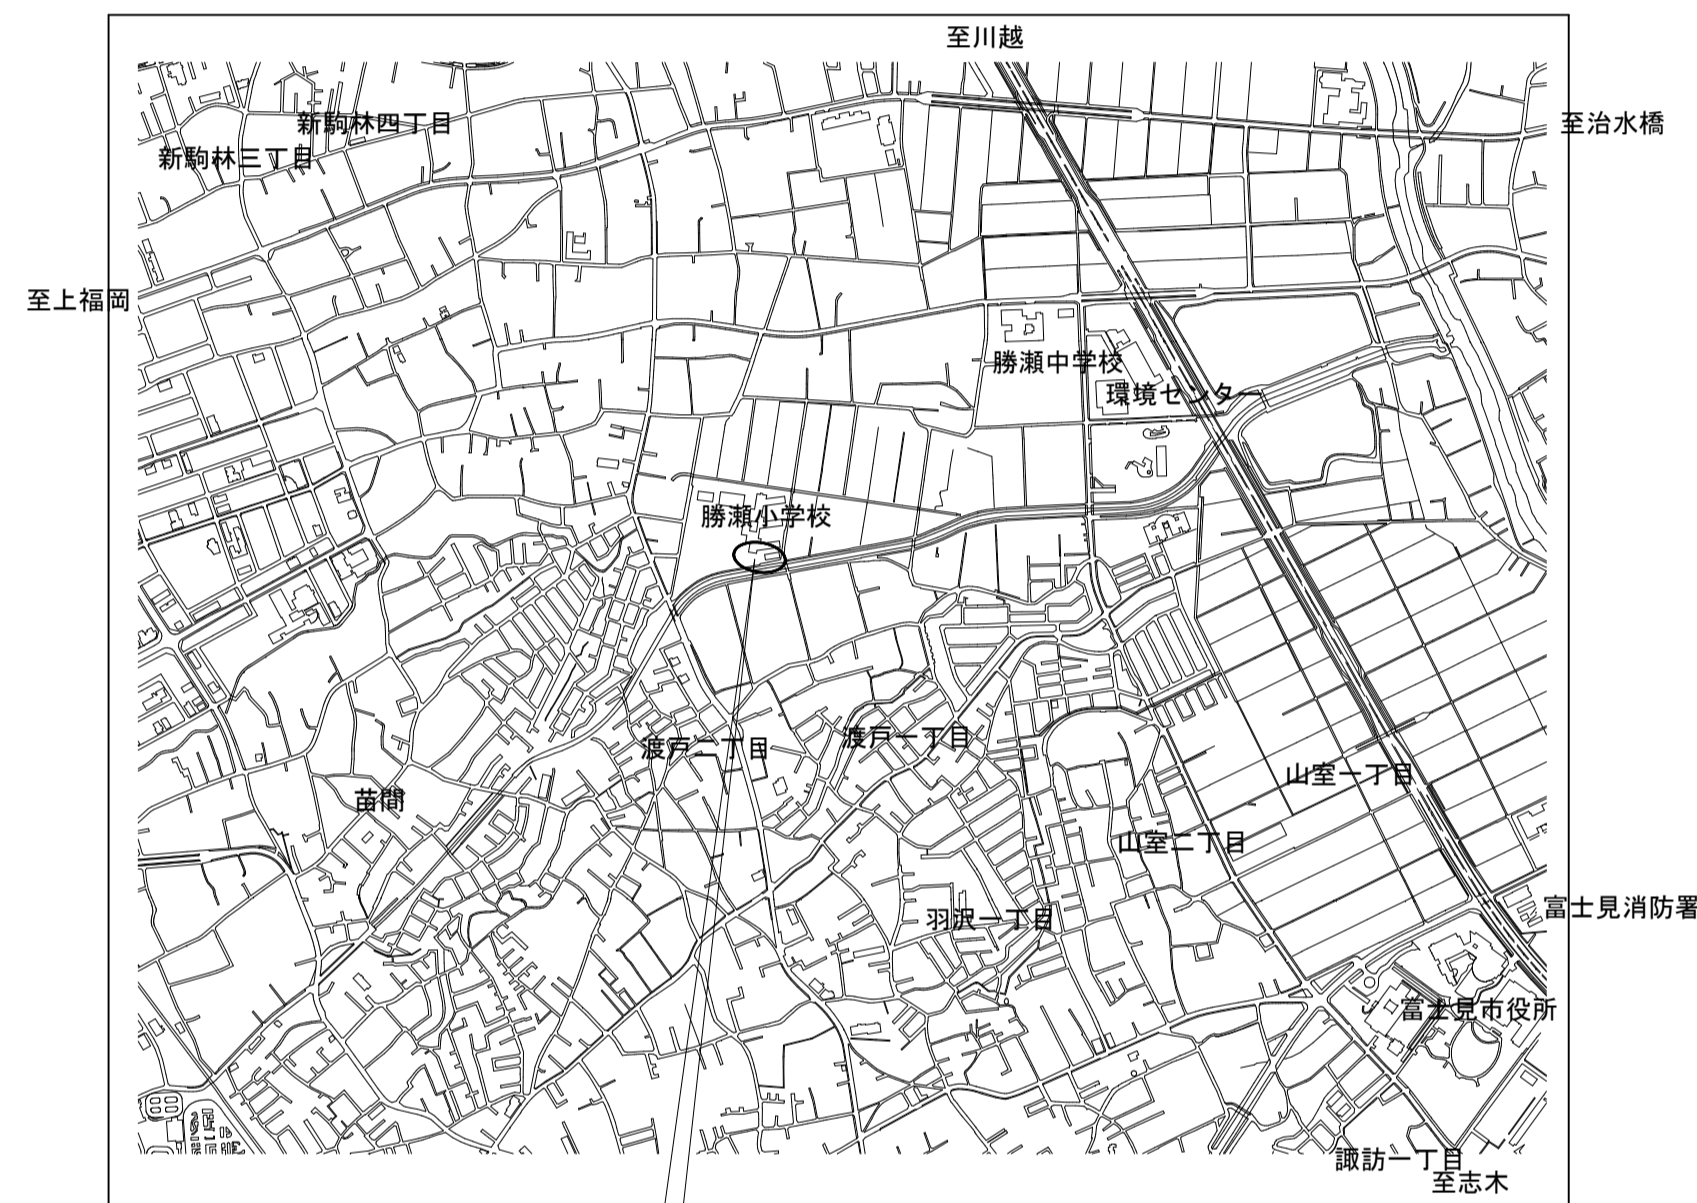 至川越
新駒林四丁目
至治水橋
新駒林三丁目
至上福岡
勝瀬中学校
環境センター
勝瀬小学校
渡戸二丁目
渡戸一丁目
山室一丁目
苗間
山室二丁目
富士見消防署
羽沢一丁目
富士見市役所
諏訪一丁目
至志木